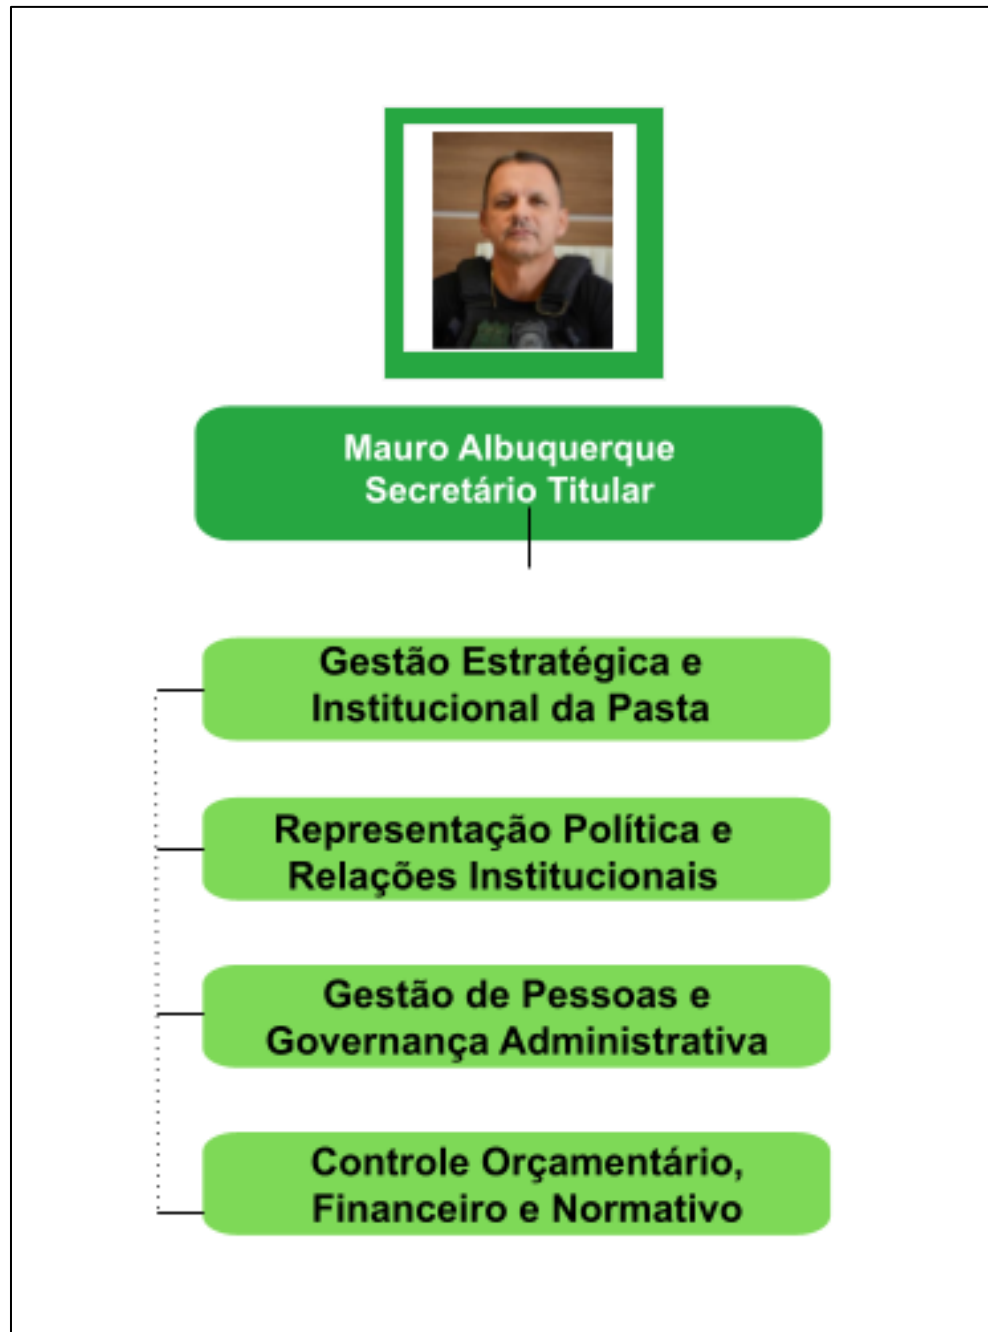 Mauro Albuquerque
Secretário Titular
Gestão Estratégica e
Institucional da Pasta
Representação Política e
Relações Institucionais
Gestão de Pessoas e
Governança Administrativa
Controle Orçamentário,
Financeiro e Normativo